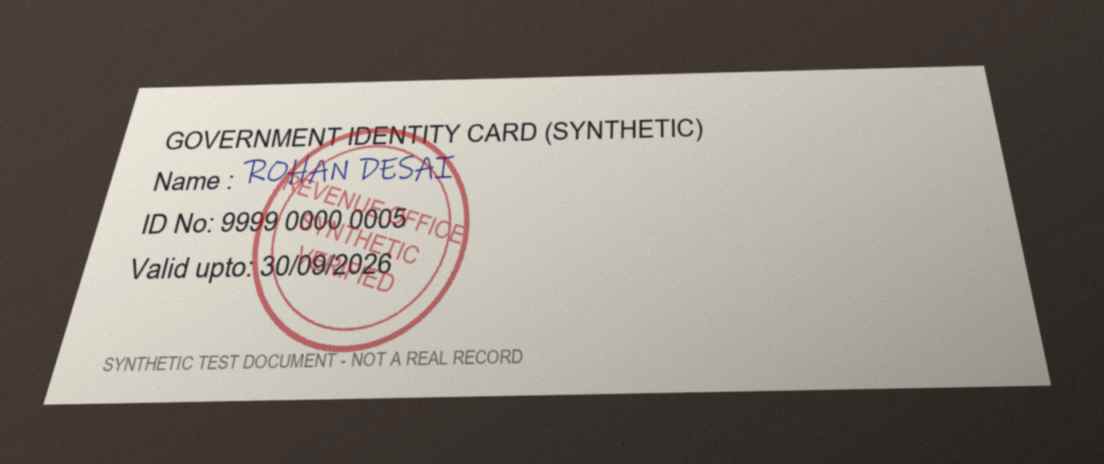 GOVERNMENT IDENTITY CARD (SYNTHETIC)
Name : ROHAN DESAI
ID No: 9999 0000 0005
Valid upto: 30/09/2026
REVENUE OFFICE
SYNTHETIC
VERIFIED
SYNTHETIC TEST DOCUMENT - NOT A REAL RECORD